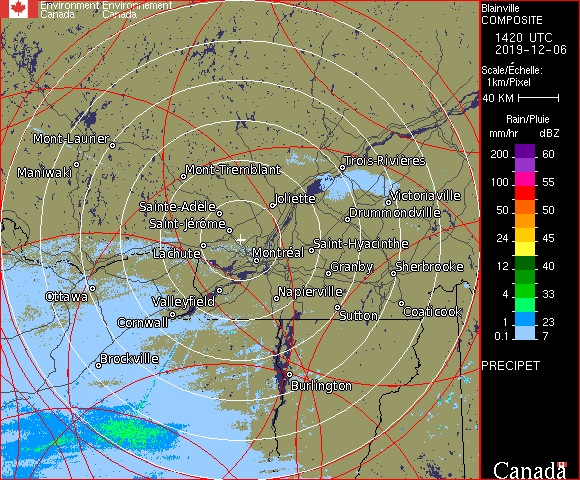 Environment Environnement
Canada Canada
Blainville
COMPOSITE
1420 UTC
2019-12-06
Scale/Échelle:
1km/Pixel
40 KM
Rain/Pluie
mm/hr dBZ
200 60
100 55
50 50
24 45
12 40
4 33
1 23
0.1 7
PRECIPET
Canada
Mont-Laurier
Maniwaki
Mont-Tremblant
Trois-Rivières
Sainte-Adèle
Joliette
Victoriaville
Saint-Jérôme
Drummondville
Lachute
Montréal
Saint-Hyacinthe
Granby
Sherbrooke
Ottawa
Valleyfield
Napierville
Cornwall
Sutton
Coaticook
Brockville
Burlington